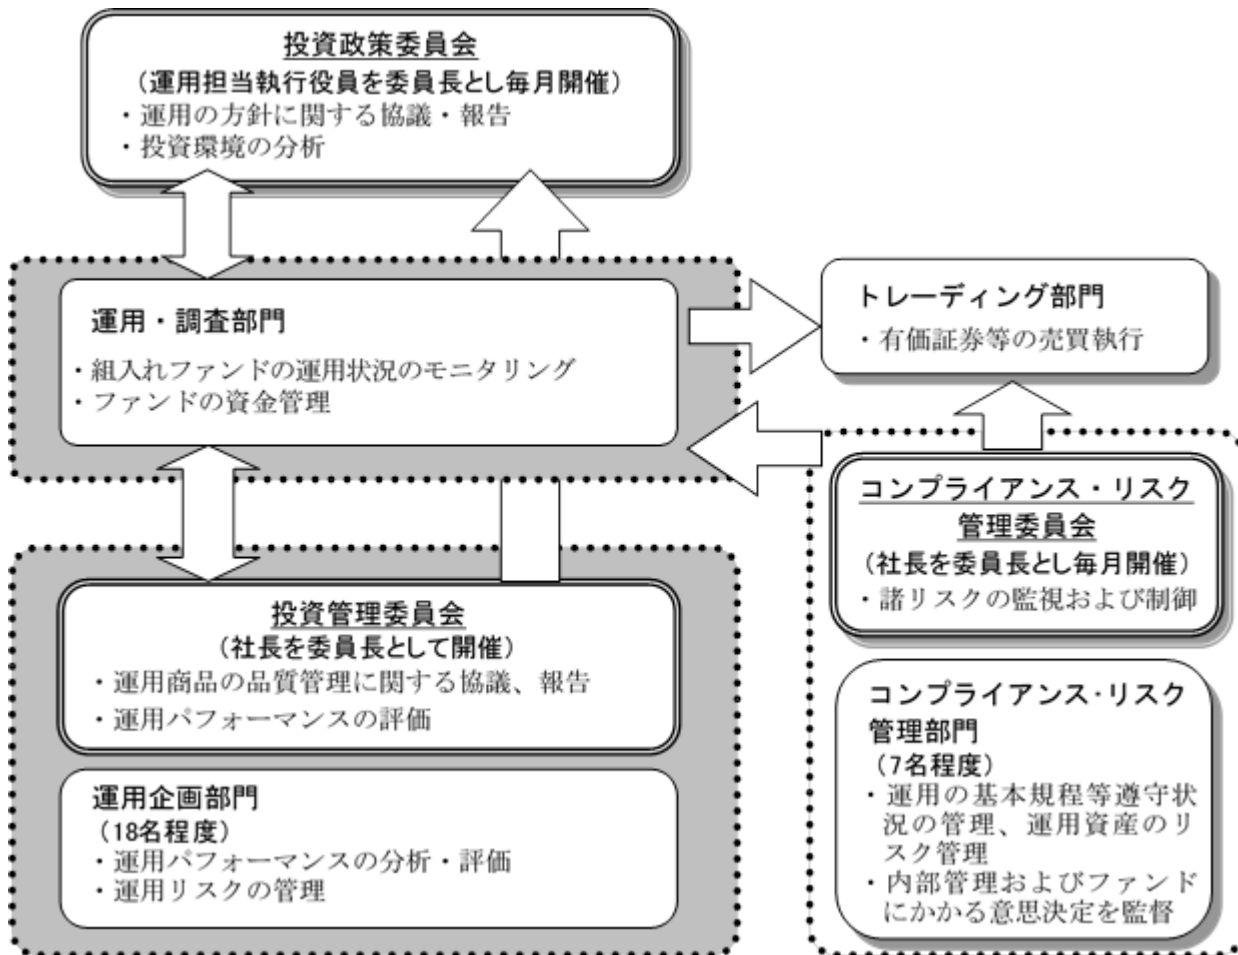 投資政策委員会
（運用担当執行役員を委員長とし毎月開催）
・運用の方針に関する協議・報告
・投資環境の分析
運用・調査部門
・組入れファンドの運用状況のモニタリング
・ファンドの資金管理
トレーディング部門
・有価証券等の売買執行
コンプライアンス・リスク
管理委員会
（社長を委員長とし毎月開催）
・諸リスクの監視および制御
投資管理委員会
（社長を委員長として開催）
・運用商品の品質管理に関する協議、報告
・運用パフォーマンスの評価
運用企画部門
（18名程度）
・運用パフォーマンスの分析・評価
・運用リスクの管理
コンプライアンス・リスク
管理部門
（7名程度）
・運用の基本規程等遵守状
況の管理、運用資産のリ
スク管理
・内部管理およびファンド
にかかる意思決定を監督